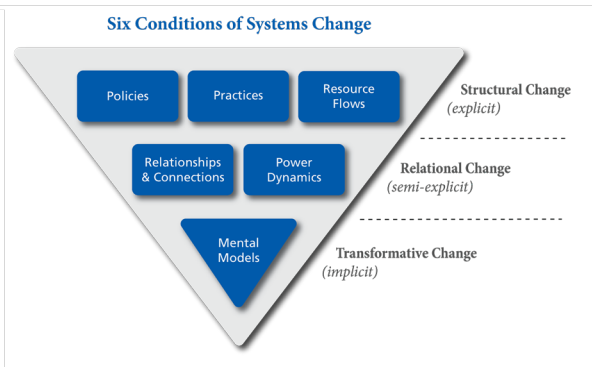 Six Conditions of Systems Change
Policies
Practices
Resource
Flows
Structural Change
(explicit)
Relationships
& Connections
Power
Dynamics
Relational Change
(semi-explicit)
Mental
Models
Transformative Change
(implicit)